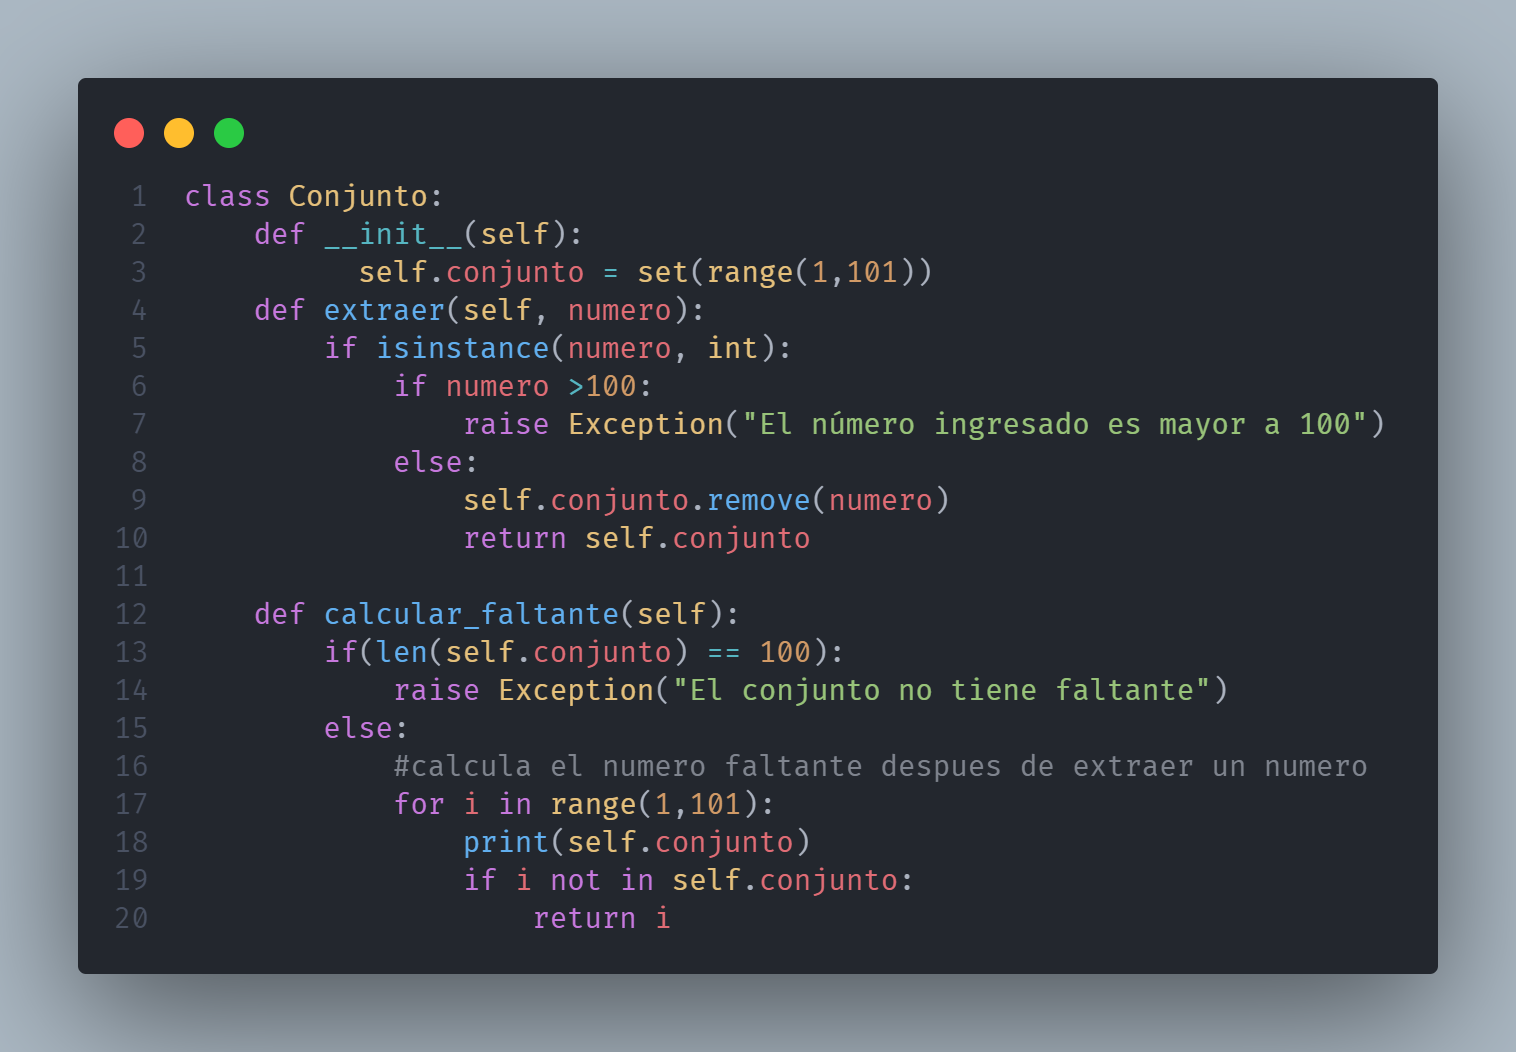 1 class Conjunto:
2     def __init__(self):
3           self.conjunto = set(range(1,101))
4     def extraer(self, numero):
5         if isinstance(numero, int):
6             if numero >100:
7                 raise Exception("El número ingresado es mayor a 100")
8             else:
9                 self.conjunto.remove(numero)
10                 return self.conjunto
11
12     def calcular_faltante(self):
13         if(len(self.conjunto) == 100):
14             raise Exception("El conjunto no tiene faltante")
15         else:
16             #calcula el numero faltante despues de extraer un numero
17             for i in range(1,101):
18                 print(self.conjunto)
19                 if i not in self.conjunto:
20                     return i